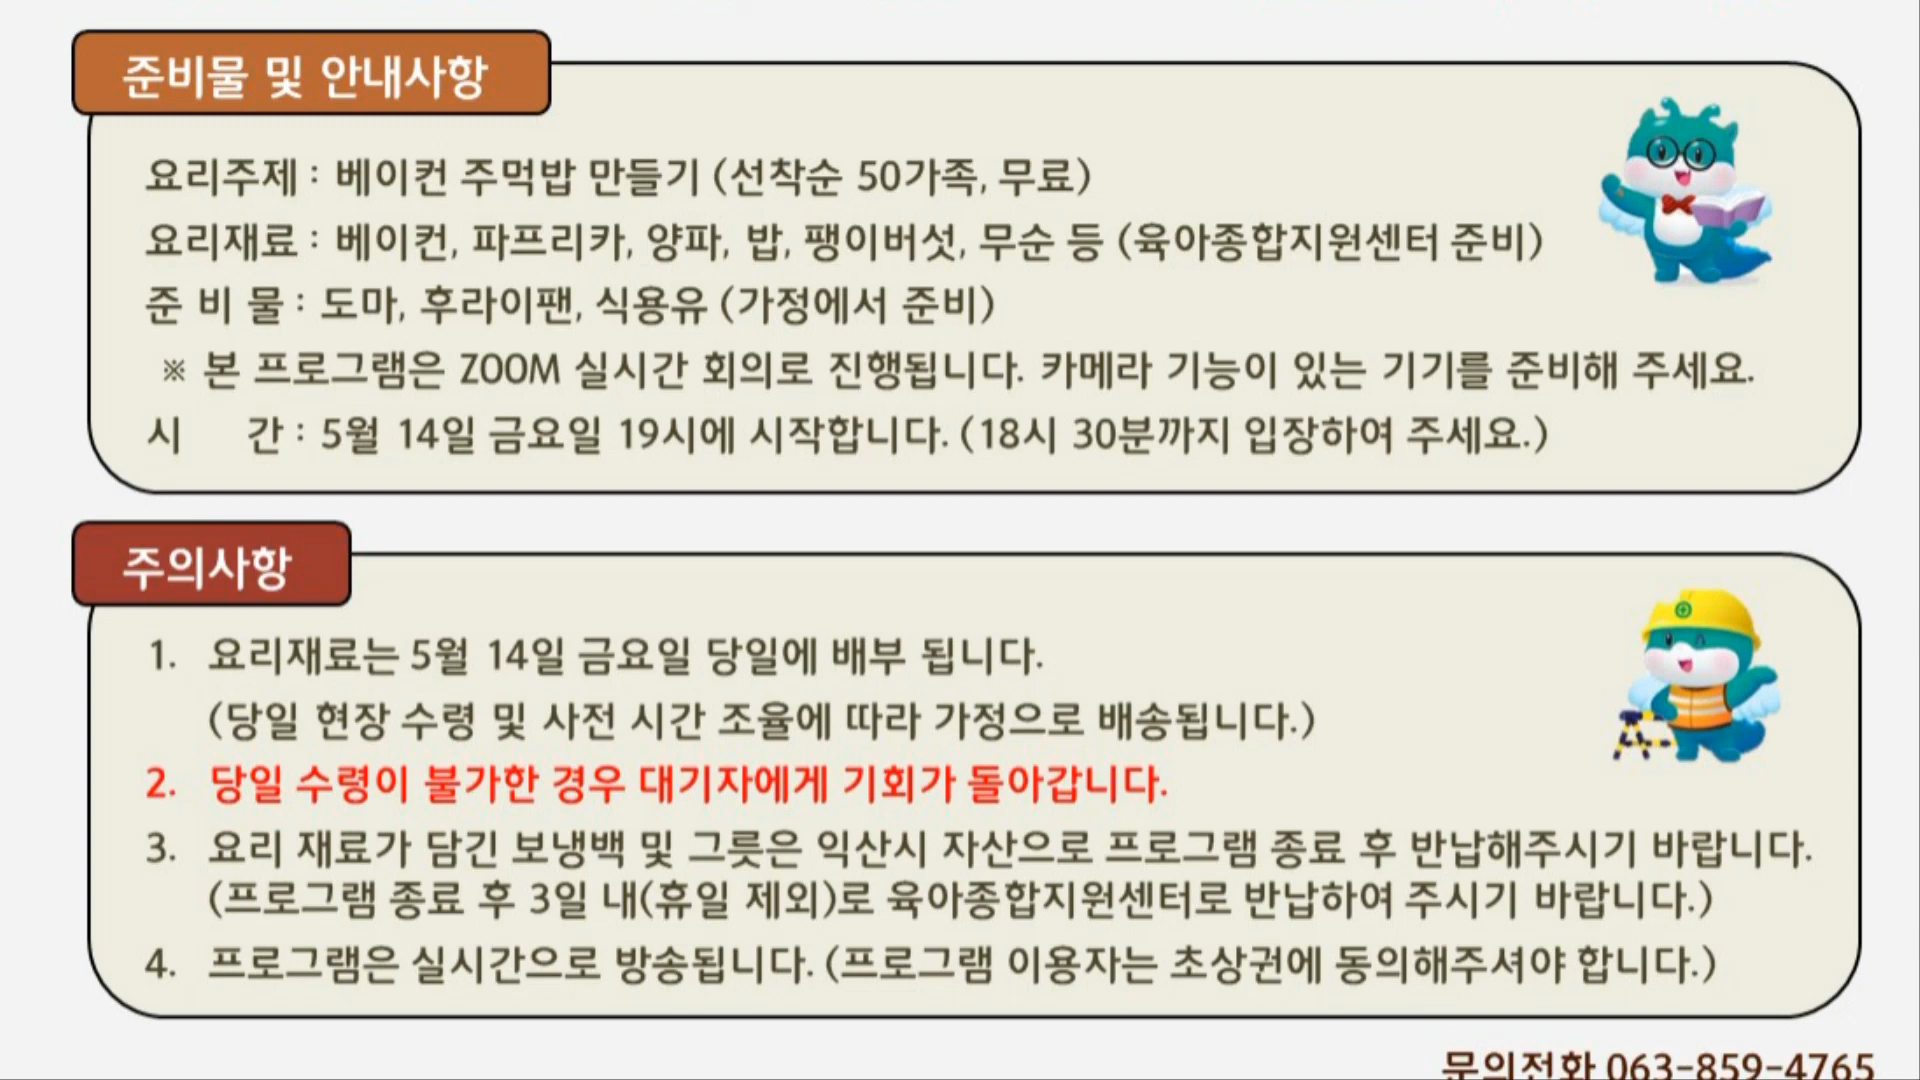 준비물 및 안내사항
요리주제 : 베이컨 주먹밥 만들기 (선착순 50가족, 무료)
요리재료 : 베이컨, 파프리카, 양파, 밥, 팽이버섯, 무순 등 (육아종합지원센터 준비)
준 비 물 : 도마, 후라이팬, 식용유 (가정에서 준비)
※ 본 프로그램은 ZOOM 실시간 회의로 진행됩니다. 카메라 기능이 있는 기기를 준비해 주세요.
시 간 : 5월 14일 금요일 19시에 시작합니다. (18시 30분까지 입장하여 주세요.)
주의사항
1. 요리재료는 5월 14일 금요일 당일에 배부 됩니다.
(당일 현장 수령 및 사전 시간 조율에 따라 가정으로 배송됩니다.)
2. 당일 수령이 불가한 경우 대기자에게 기회가 돌아갑니다.
3. 요리 재료가 담긴 보냉백 및 그릇은 익산시 자산으로 프로그램 종료 후 반납해주시기 바랍니다.
(프로그램 종료 후 3일 내(휴일 제외)로 육아종합지원센터로 반납하여 주시기 바랍니다.)
4. 프로그램은 실시간으로 방송됩니다. (프로그램 이용자는 초상권에 동의해주셔야 합니다.)
문의전화 063-859-4765